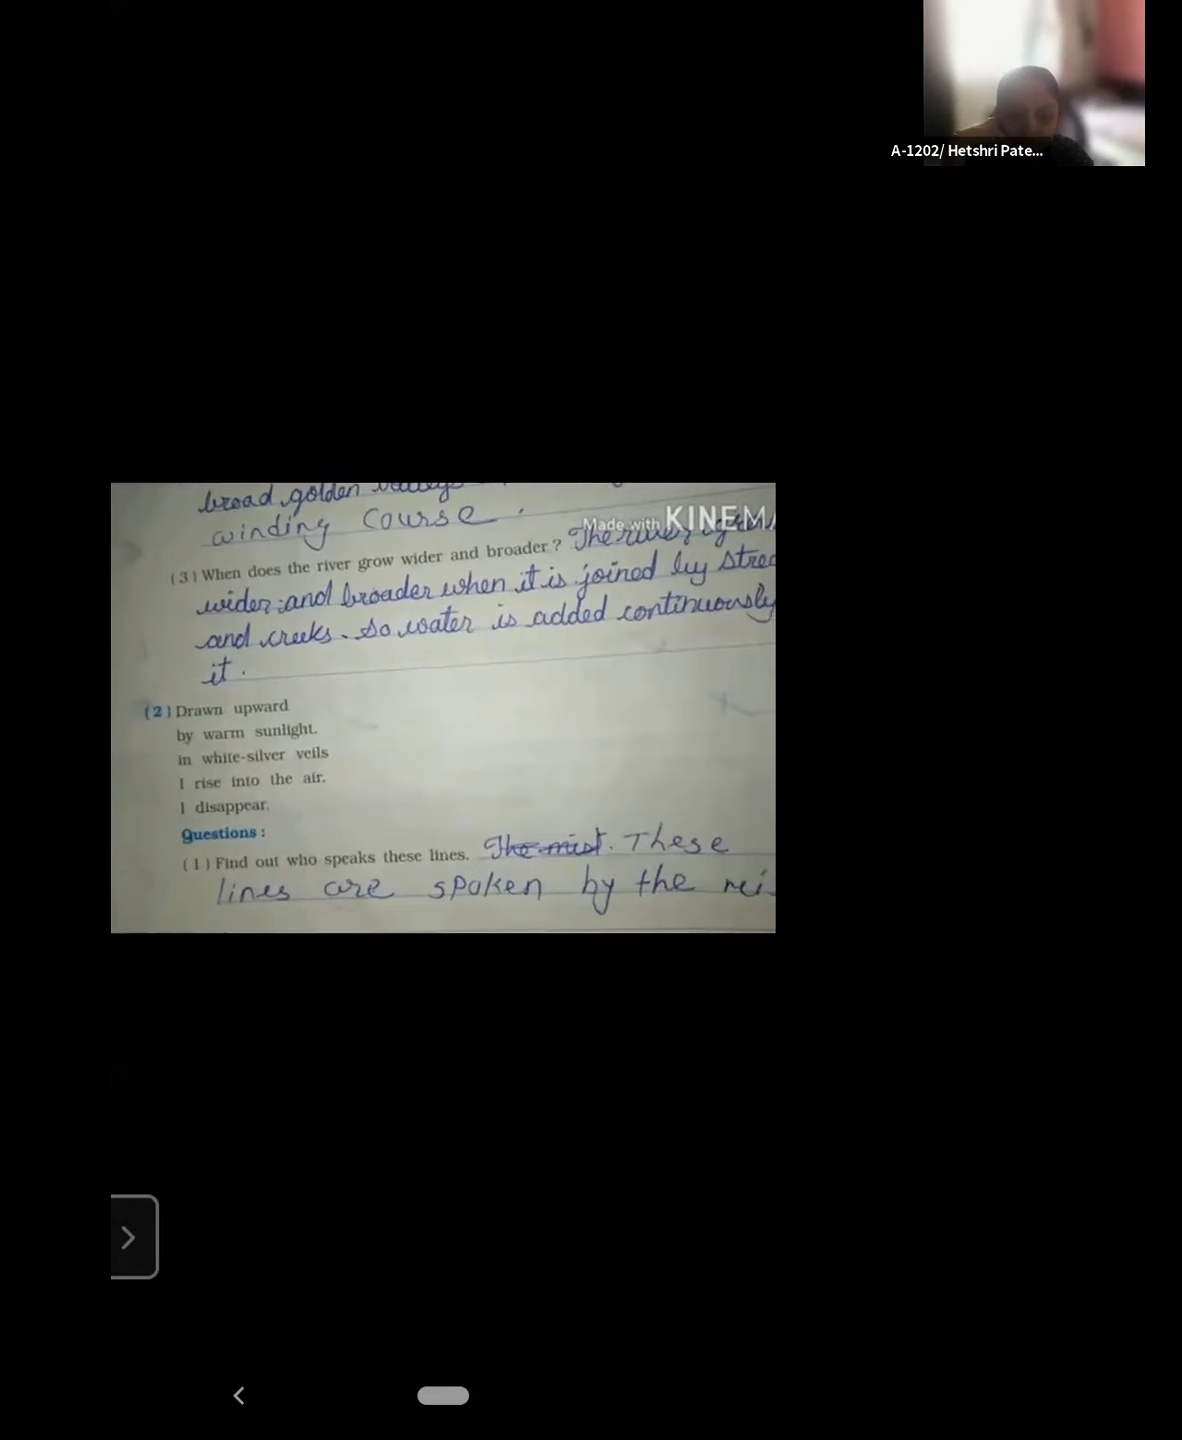 A-1202/ Hetshri Pate...
broad golden
winding course.
Made with KINEMA
(3) When does the river grow wider and broader? The river
wider and broader when it is joined by strea
and creeks. So water is added continuously
it.
(2) Drawn upward
by warm sunlight.
in white-silver veils
I rise into the air.
I disappear.
Questions:
(1) Find out who speaks these lines. The mist. These
lines are spoken by the